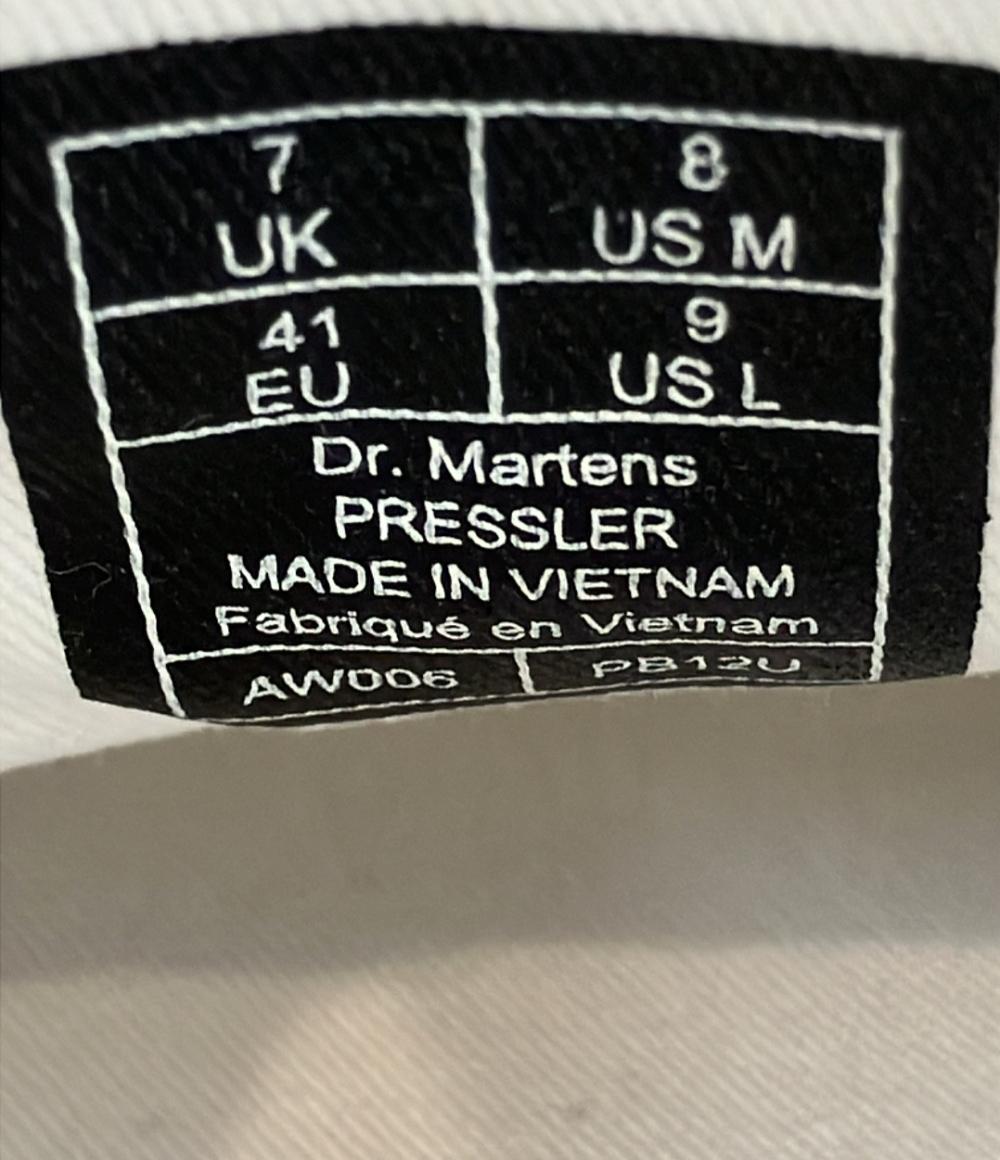 7 8
UK US M
41 9
EU US L
Dr. Martens
PRESSLER
MADE IN VIETNAM
Fabriqué en Vietnam
AW006 PB12U